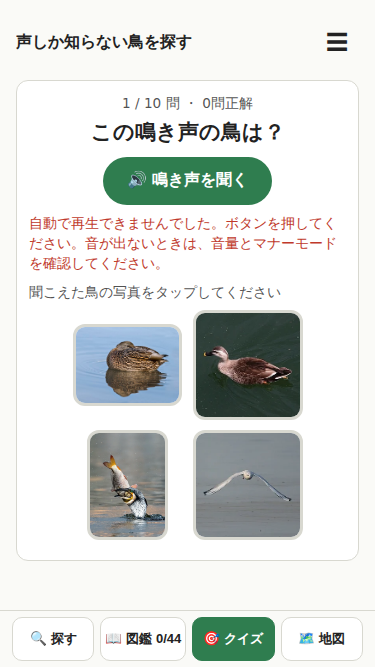 声しか知らない鳥を探す
1 / 10 問 ・ 0問正解
この鳴き声の鳥は？
🔊 鳴き声を聞く
自動で再生できませんでした。ボタンを押してく
ださい。音が出ないときは、音量とマナーモード
を確認してください。
聞こえた鳥の写真をタップしてください
🔍 探す
📖 図鑑 0/44
🎯 クイズ
🗺️ 地図